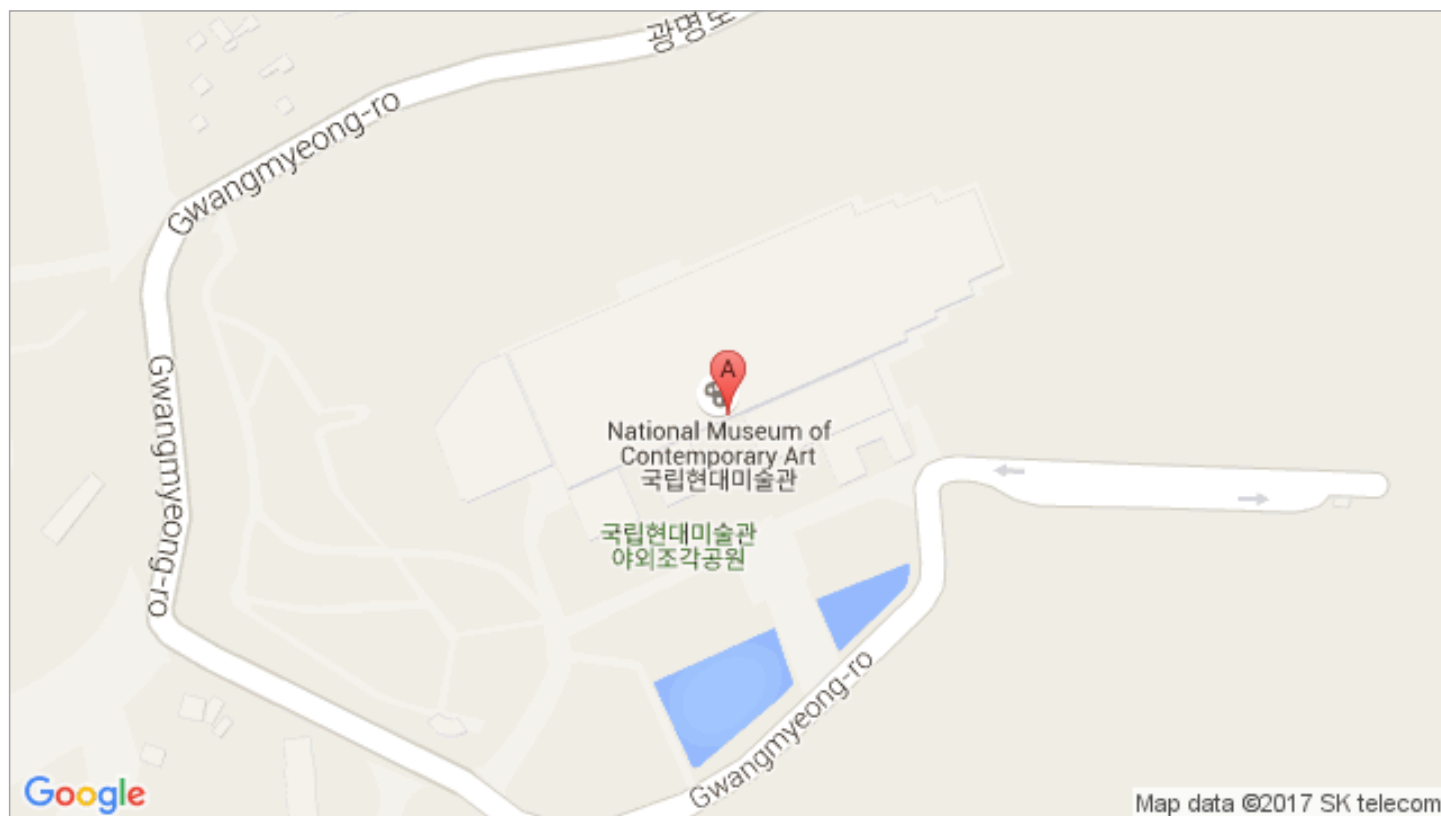 광명로
Gwangmyeong-ro
Gwangmyeong-ro
A
National Museum of
Contemporary Art
국립현대미술관
국립현대미술관
야외조각공원
Gwangmyeong-ro
Google
Map data ©2017 SK telecom